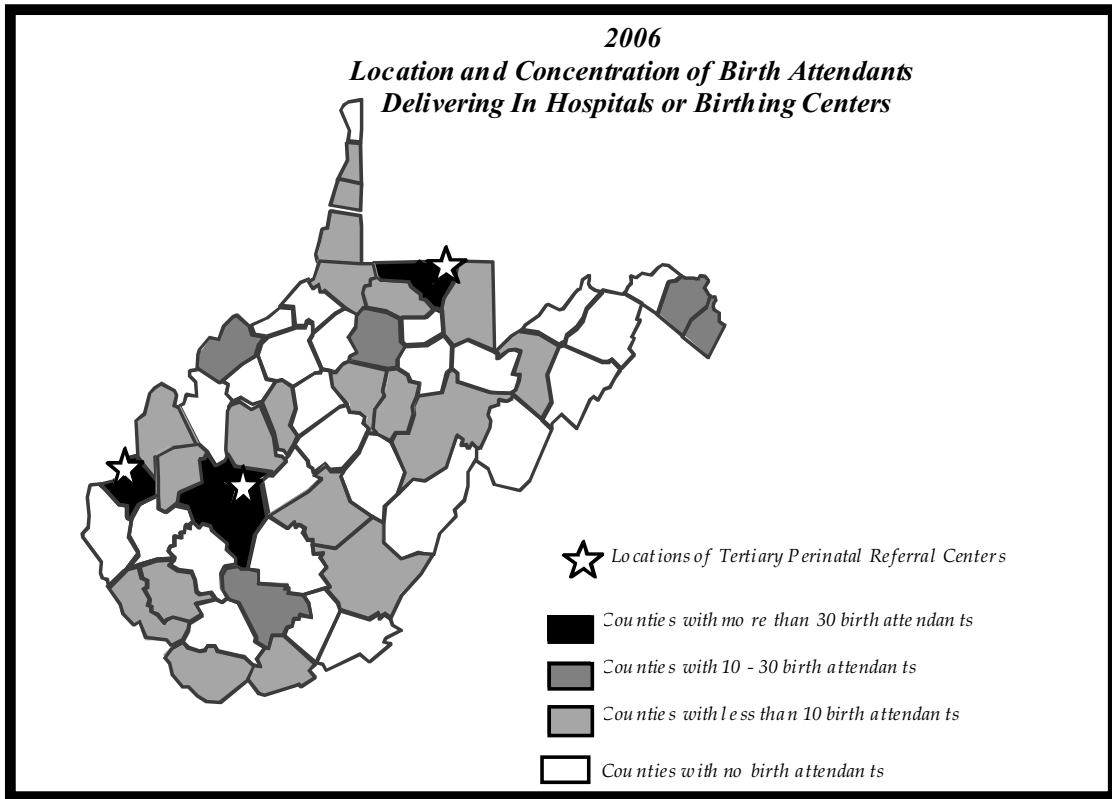 2006
Location and Concentration of Birth Attendants
Delivering In Hospitals or Birthing Centers
Locations of Tertiary Perinatal Referral Centers
Counties with more than 30 birth attendants
Counties with 10 - 30 birth attendants
Counties with less than 10 birth attendants
Counties with no birth attendants